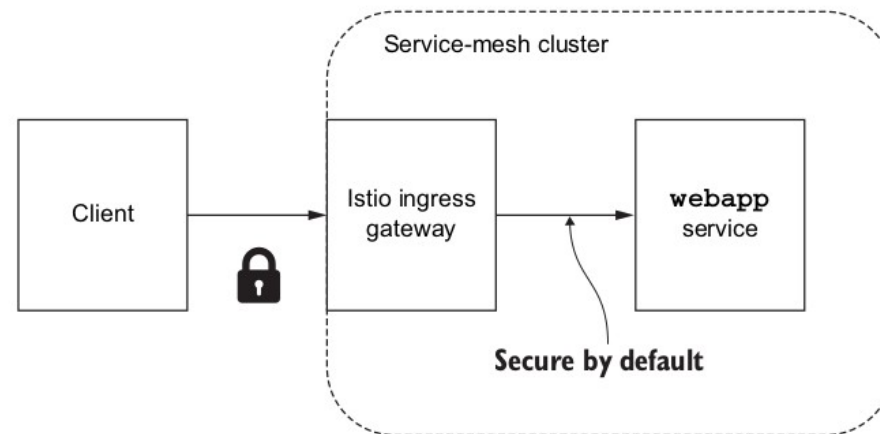 Service-mesh cluster
Client
Istio ingress
gateway
webapp
service
Secure by default